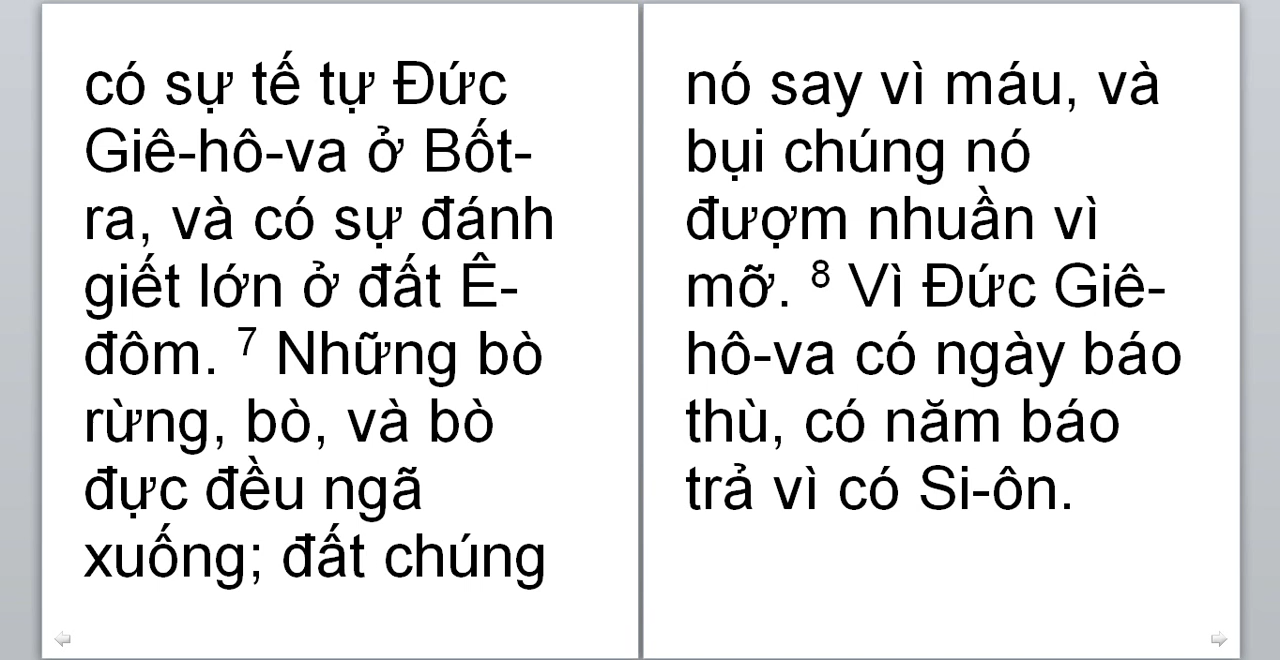 có sự tế tự Đức
Giê-hô-va ở Bốt-
ra, và có sự đánh
giết lớn ở đất Ê-
đôm. ⁷ Những bò
rừng, bò, và bò
đực đều ngã
xuống; đất chúng
nó say vì máu, và
bụi chúng nó
đượm nhuần vì
mỡ. ⁸ Vì Đức Giê-
hô-va có ngày báo
thù, có năm báo
trả vì có Si-ôn.